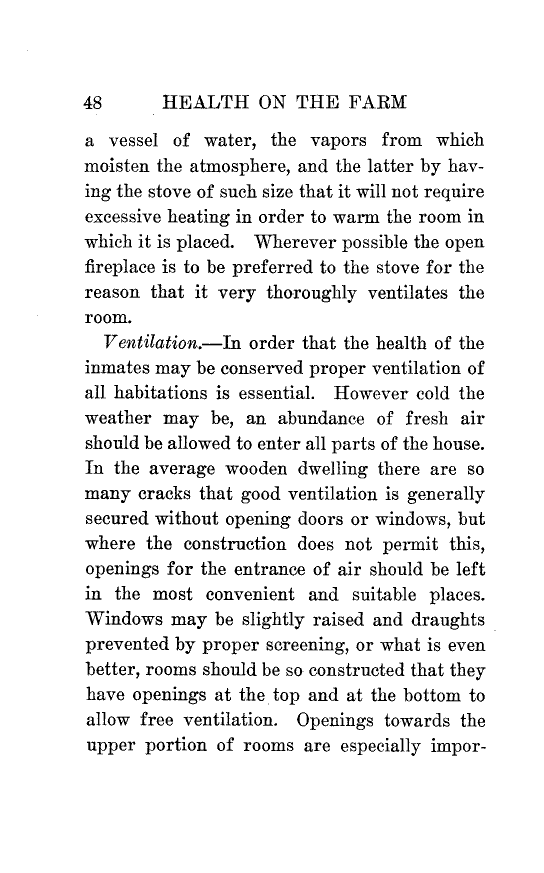 48 HEALTH ON THE FARM
a vessel of water, the vapors from which
moisten the atmosphere, and the latter by hav-
ing the stove of such size that it will not require
excessive heating in order to warm the room in
which it is placed. Wherever possible the open
fireplace is to be preferred to the stove for the
reason that it very thoroughly ventilates the
room.
Ventilation.—In order that the health of the
inmates may be conserved proper ventilation of
all habitations is essential. However cold the
weather may be, an abundance of fresh air
should be allowed to enter all parts of the house.
In the average wooden dwelling there are so
many cracks that good ventilation is generally
secured without opening doors or windows, but
where the construction does not permit this,
openings for the entrance of air should be left
in the most convenient and suitable places.
Windows may be slightly raised and draughts
prevented by proper screening, or what is even
better, rooms should be so constructed that they
have openings at the top and at the bottom to
allow free ventilation. Openings towards the
upper portion of rooms are especially impor-